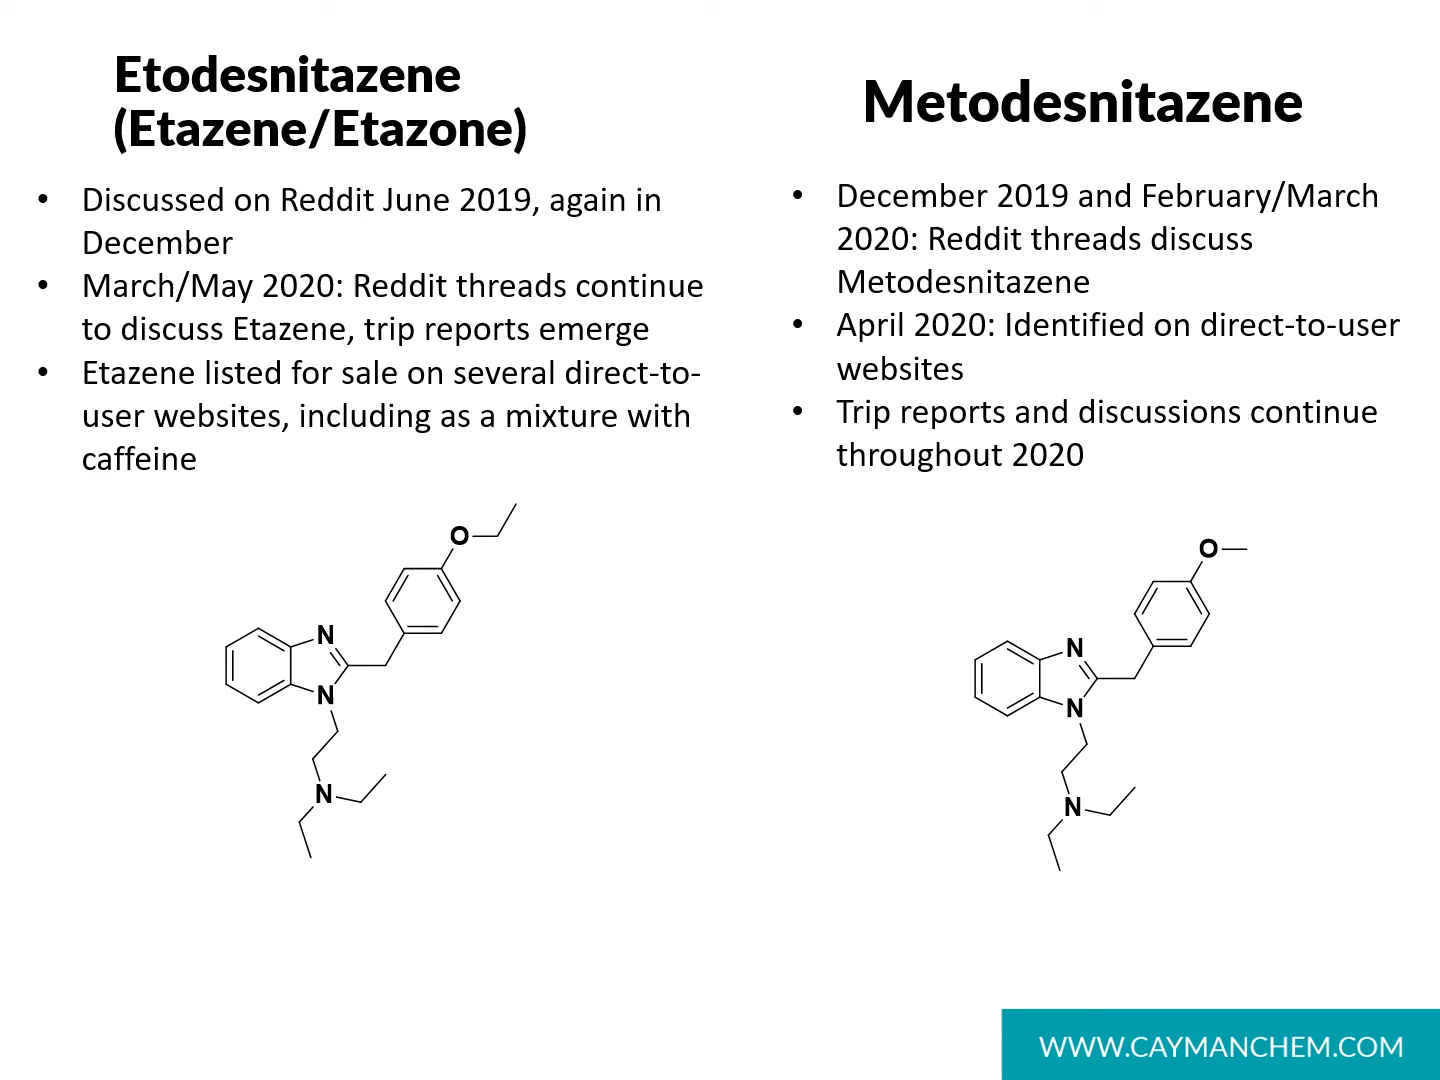 Etodesnitazene
(Etazene/Etazone)
• Discussed on Reddit June 2019, again in
December
• March/May 2020: Reddit threads continue
to discuss Etazene, trip reports emerge
• Etazene listed for sale on several direct-to-
user websites, including as a mixture with
caffeine
O
N
N
N
Metodesnitazene
• December 2019 and February/March
2020: Reddit threads discuss
Metodesnitazene
• April 2020: Identified on direct-to-user
websites
• Trip reports and discussions continue
throughout 2020
O
N
N
N
WWW.CAYMANCHEM.COM